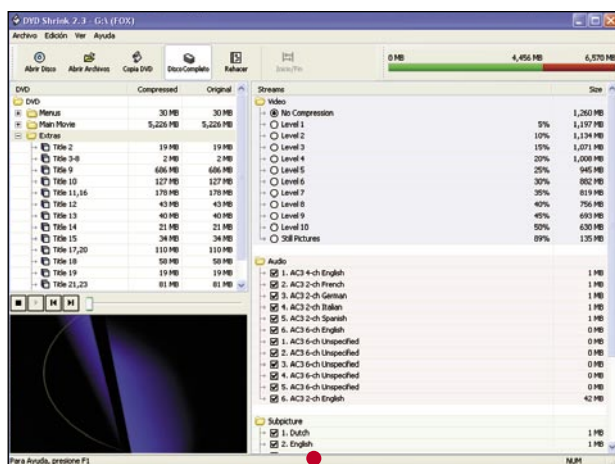 DVD Shrink 2.3 - G:\ (FOX)
Archivo Edición Ver Ayuda
Abrir Disco Abrir Archivos Copia DVD Disco Completo Rehacer Inicio/Fin
0 MB 4,456 MB 6,570 MB
DVD Compressed Original
DVD
Menus 30 MB 30 MB
Main Movie 5,226 MB 5,226 MB
Extras
Title 2 19 MB 19 MB
Title 3-8 2 MB 2 MB
Title 9 686 MB 686 MB
Title 10 127 MB 127 MB
Title 11,16 178 MB 178 MB
Title 12 43 MB 43 MB
Title 13 40 MB 40 MB
Title 14 21 MB 21 MB
Title 15 34 MB 34 MB
Title 17,20 110 MB 110 MB
Title 18 58 MB 58 MB
Title 19 19 MB 19 MB
Title 21,23 81 MB 81 MB
Streams Size
Video
No Compression 1,260 MB
Level 1 5% 1,197 MB
Level 2 10% 1,134 MB
Level 3 15% 1,071 MB
Level 4 20% 1,008 MB
Level 5 25% 945 MB
Level 6 30% 882 MB
Level 7 35% 819 MB
Level 8 40% 756 MB
Level 9 45% 693 MB
Level 10 50% 630 MB
Still Pictures 89% 135 MB
Audio
1. AC3 4-ch English 1 MB
2. AC3 2-ch French 1 MB
3. AC3 2-ch German 1 MB
4. AC3 2-ch Italian 1 MB
5. AC3 2-ch Spanish 1 MB
6. AC3 6-ch English 0 MB
1. AC3 6-ch Unspecified 0 MB
2. AC3 6-ch Unspecified 0 MB
3. AC3 6-ch Unspecified 0 MB
4. AC3 6-ch Unspecified 0 MB
5. AC3 6-ch Unspecified 0 MB
6. AC3 2-ch English 42 MB
Subpicture
1. Dutch 1 MB
2. English 1 MB
Para Ayuda, presione F1 NUM